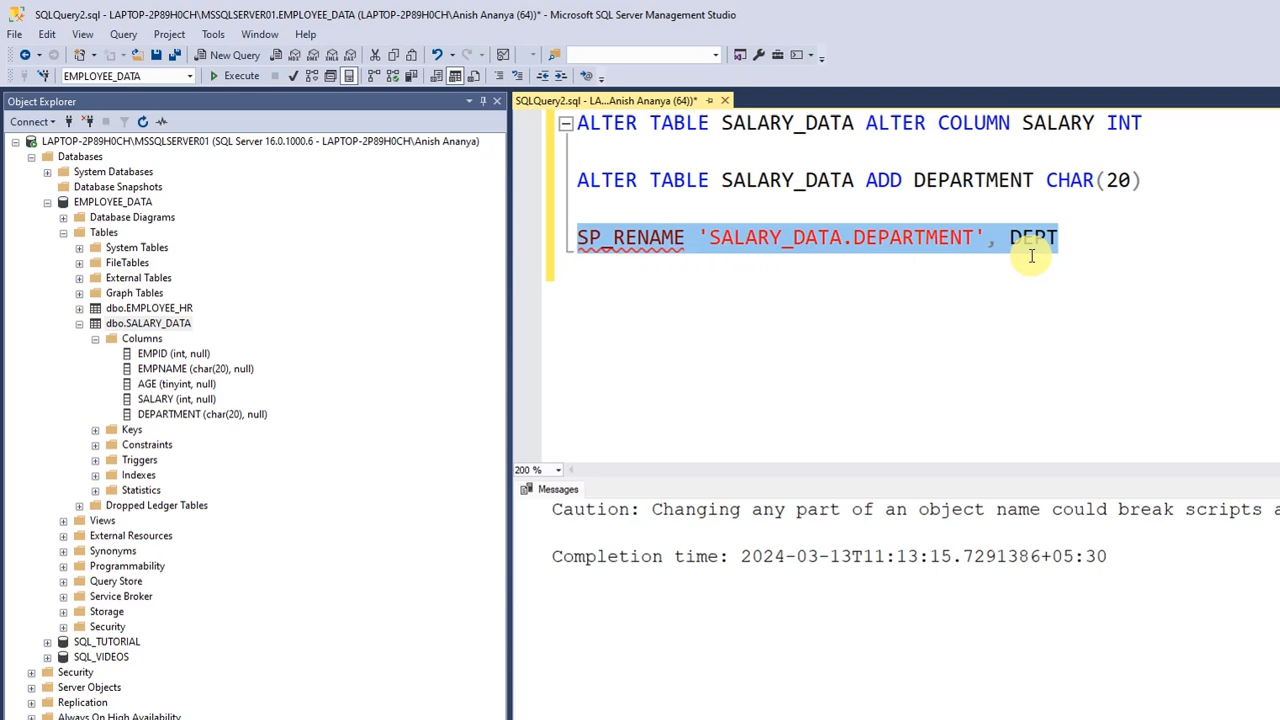 SQLQuery2.sql - LAPTOP-2P89H0CH\MSSQLSERVER01.EMPLOYEE_DATA (LAPTOP-2P89H0CH\Anish Ananya (64))* - Microsoft SQL Server Management Studio
File Edit View Query Project Tools Window Help
New Query
EMPLOYEE_DATA Execute
Object Explorer
Connect
LAPTOP-2P89H0CH\MSSQLSERVER01 (SQL Server 16.0.1000.6 - LAPTOP-2P89H0CH\Anish Ananya)
Databases
System Databases
Database Snapshots
EMPLOYEE_DATA
Database Diagrams
Tables
System Tables
FileTables
External Tables
Graph Tables
dbo.EMPLOYEE_HR
dbo.SALARY_DATA
Columns
EMPID (int, null)
EMPNAME (char(20), null)
AGE (tinyint, null)
SALARY (int, null)
DEPARTMENT (char(20), null)
Keys
Constraints
Triggers
Indexes
Statistics
Dropped Ledger Tables
Views
External Resources
Synonyms
Programmability
Query Store
Service Broker
Storage
Security
SQL_TUTORIAL
SQL_VIDEOS
Security
Server Objects
Replication
Always On High Availability
SQLQuery2.sql - LA...Anish Ananya (64))*
ALTER TABLE SALARY_DATA ALTER COLUMN SALARY INT
ALTER TABLE SALARY_DATA ADD DEPARTMENT CHAR(20)
SP_RENAME 'SALARY_DATA.DEPARTMENT', DEPT
200 %
Messages
Caution: Changing any part of an object name could break scripts a
Completion time: 2024-03-13T11:13:15.7291386+05:30